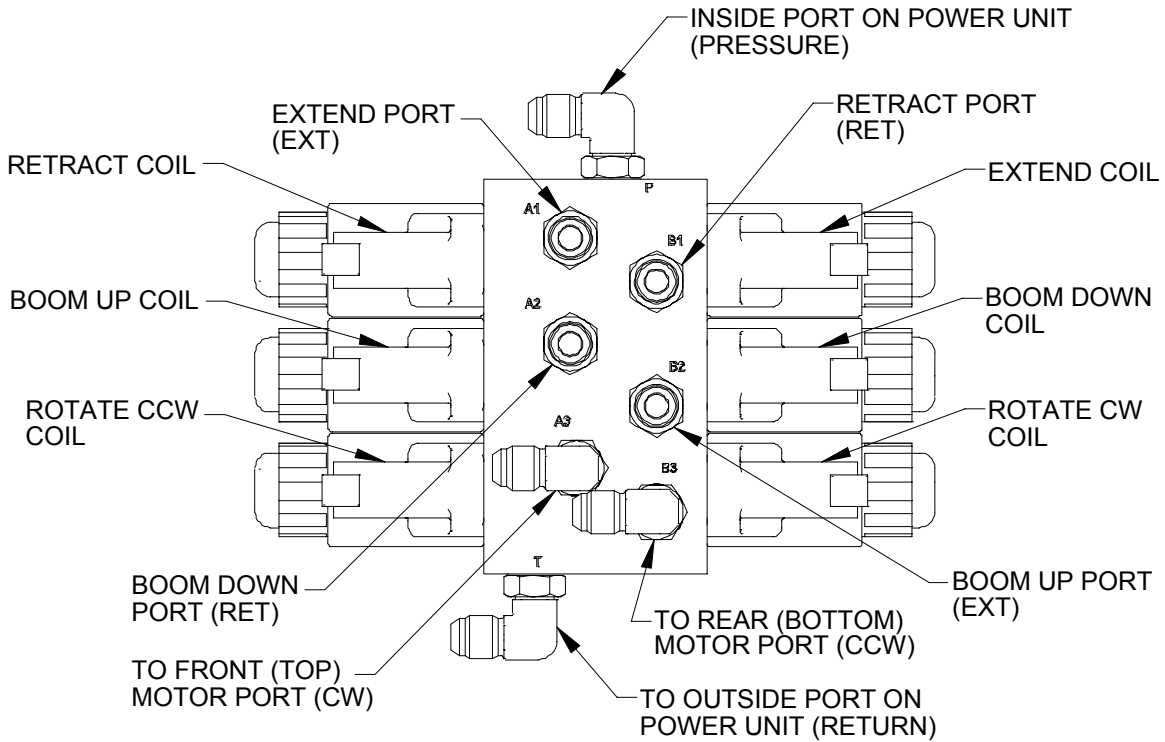 INSIDE PORT ON POWER UNIT
(PRESSURE)
EXTEND PORT
(EXT)
RETRACT PORT
(RET)
RETRACT COIL
EXTEND COIL
P
A1
B1
BOOM UP COIL
A2
BOOM DOWN
COIL
B2
ROTATE CCW
COIL
A3
ROTATE CW
COIL
B3
T
BOOM DOWN
PORT (RET)
BOOM UP PORT
(EXT)
TO REAR (BOTTOM)
MOTOR PORT (CCW)
TO FRONT (TOP)
MOTOR PORT (CW)
TO OUTSIDE PORT ON
POWER UNIT (RETURN)